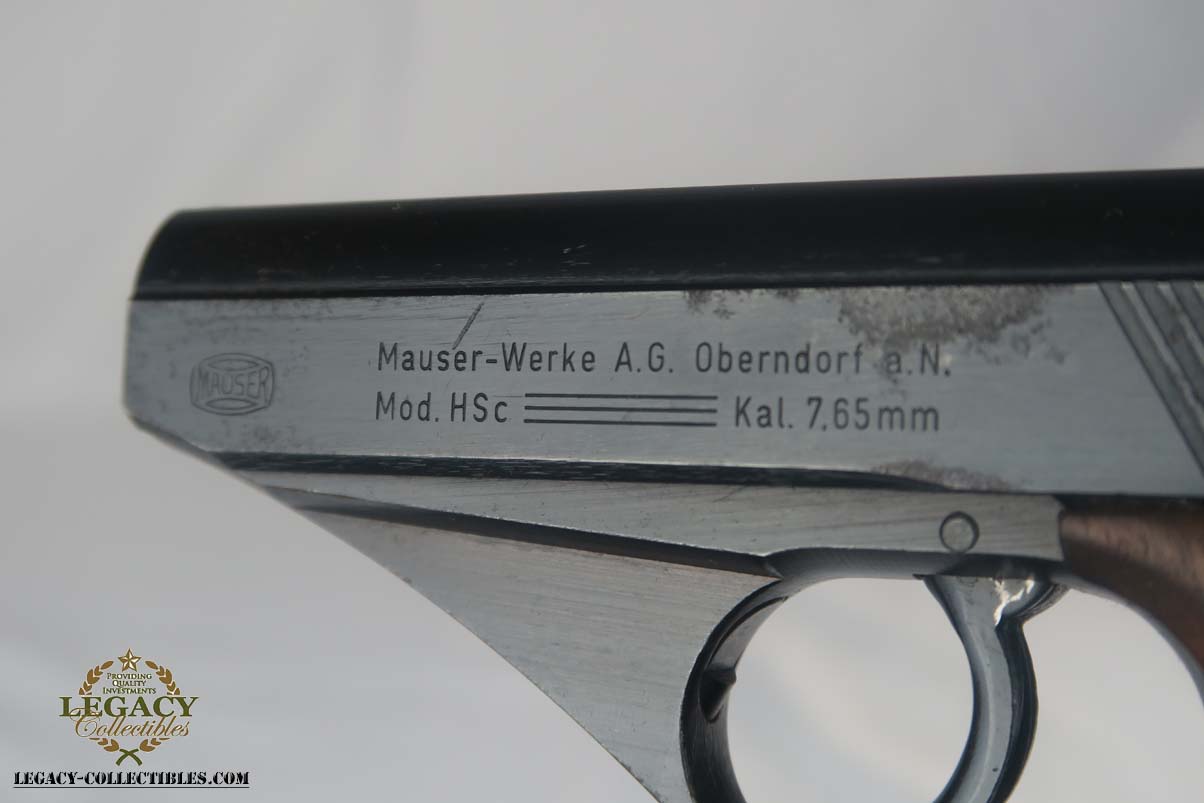 Mauser-Werke A.G. Oberndorf a.N.
MAUSER
Mod. HSc Kal. 7,65mm
PROVIDING
QUALITY
INVESTMENTS
LEGACY
Collectibles
LEGACY-COLLECTIBLES.COM